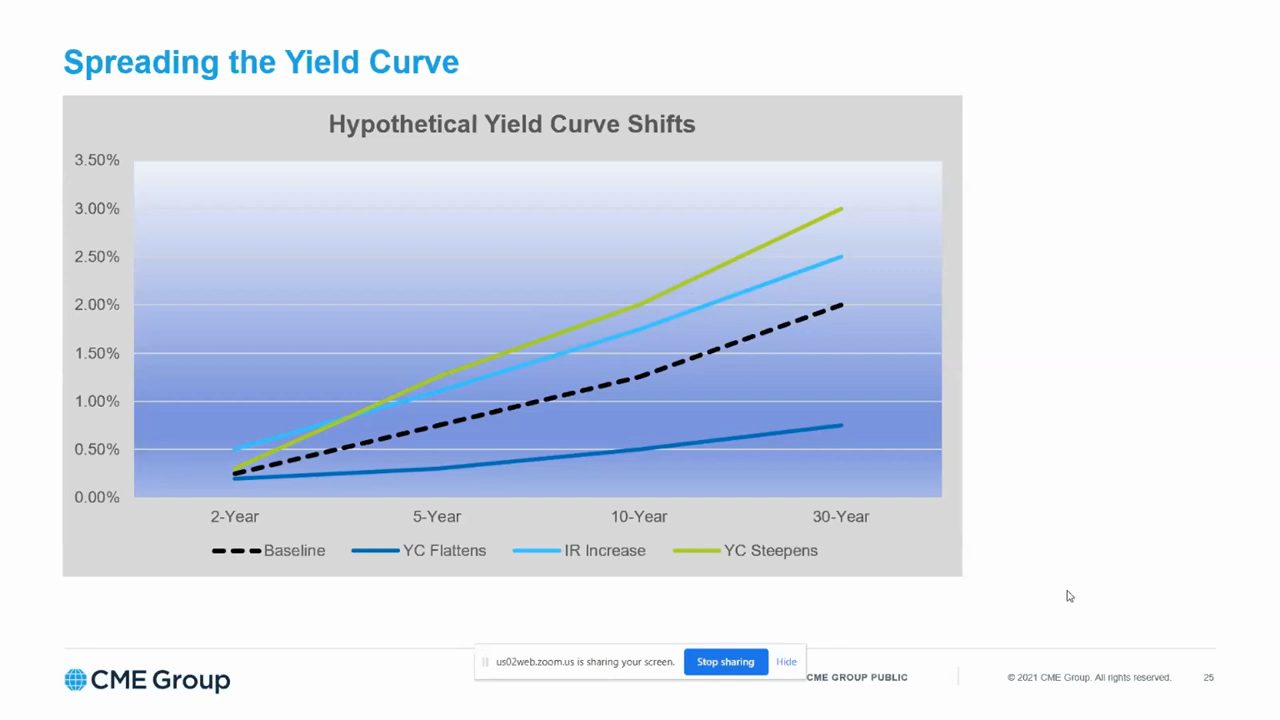 Spreading the Yield Curve
Hypothetical Yield Curve Shifts
3.50%
3.00%
2.50%
2.00%
1.50%
1.00%
0.50%
0.00%
2-Year 5-Year 10-Year 30-Year
Baseline YC Flattens IR Increase YC Steepens
us02web.zoom.us is sharing your screen. Stop sharing Hide
CME Group CME GROUP PUBLIC © 2021 CME Group. All rights reserved. 25